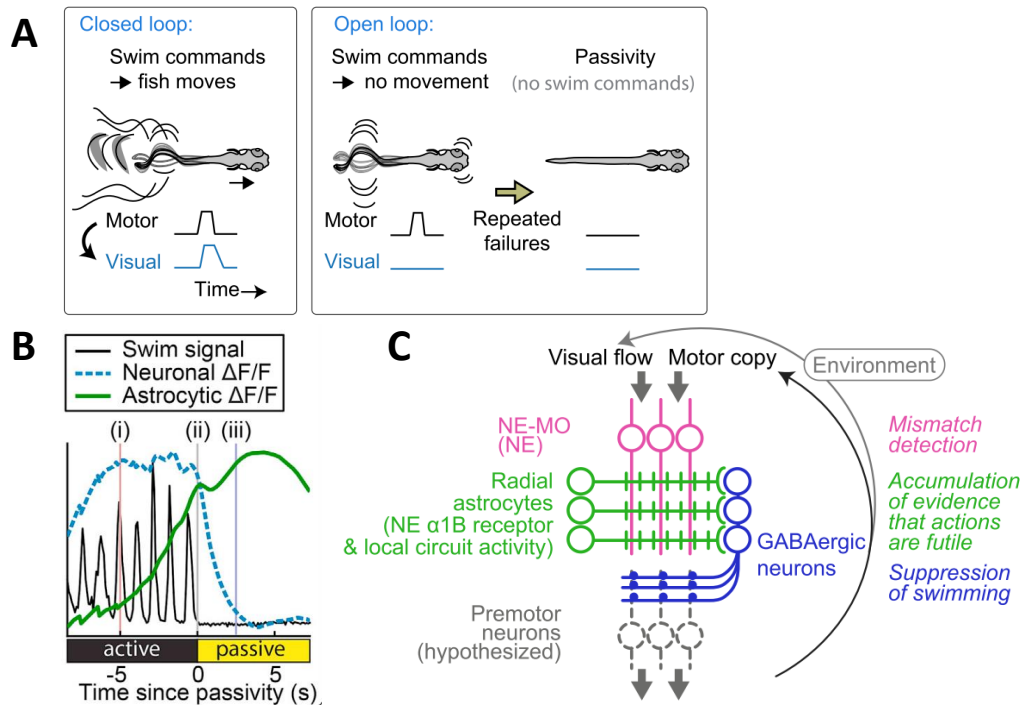 A
Closed loop:
Swim commands
→ fish moves
Motor
Visual
Time→
Open loop:
Swim commands
→ no movement
Passivity
(no swim commands)
Motor
Visual
Repeated
failures
B
Swim signal
Neuronal ΔF/F
Astrocytic ΔF/F
(i) (ii) (iii)
active passive
-5 0 5
Time since passivity (s)
C
Visual flow Motor copy
Environment
NE-MO
(NE)
Radial
astrocytes
(NE α1B receptor
& local circuit activity)
GABAergic
neurons
Premotor
neurons
(hypothesized)
Mismatch
detection
Accumulation
of evidence
that actions
are futile
Suppression
of swimming